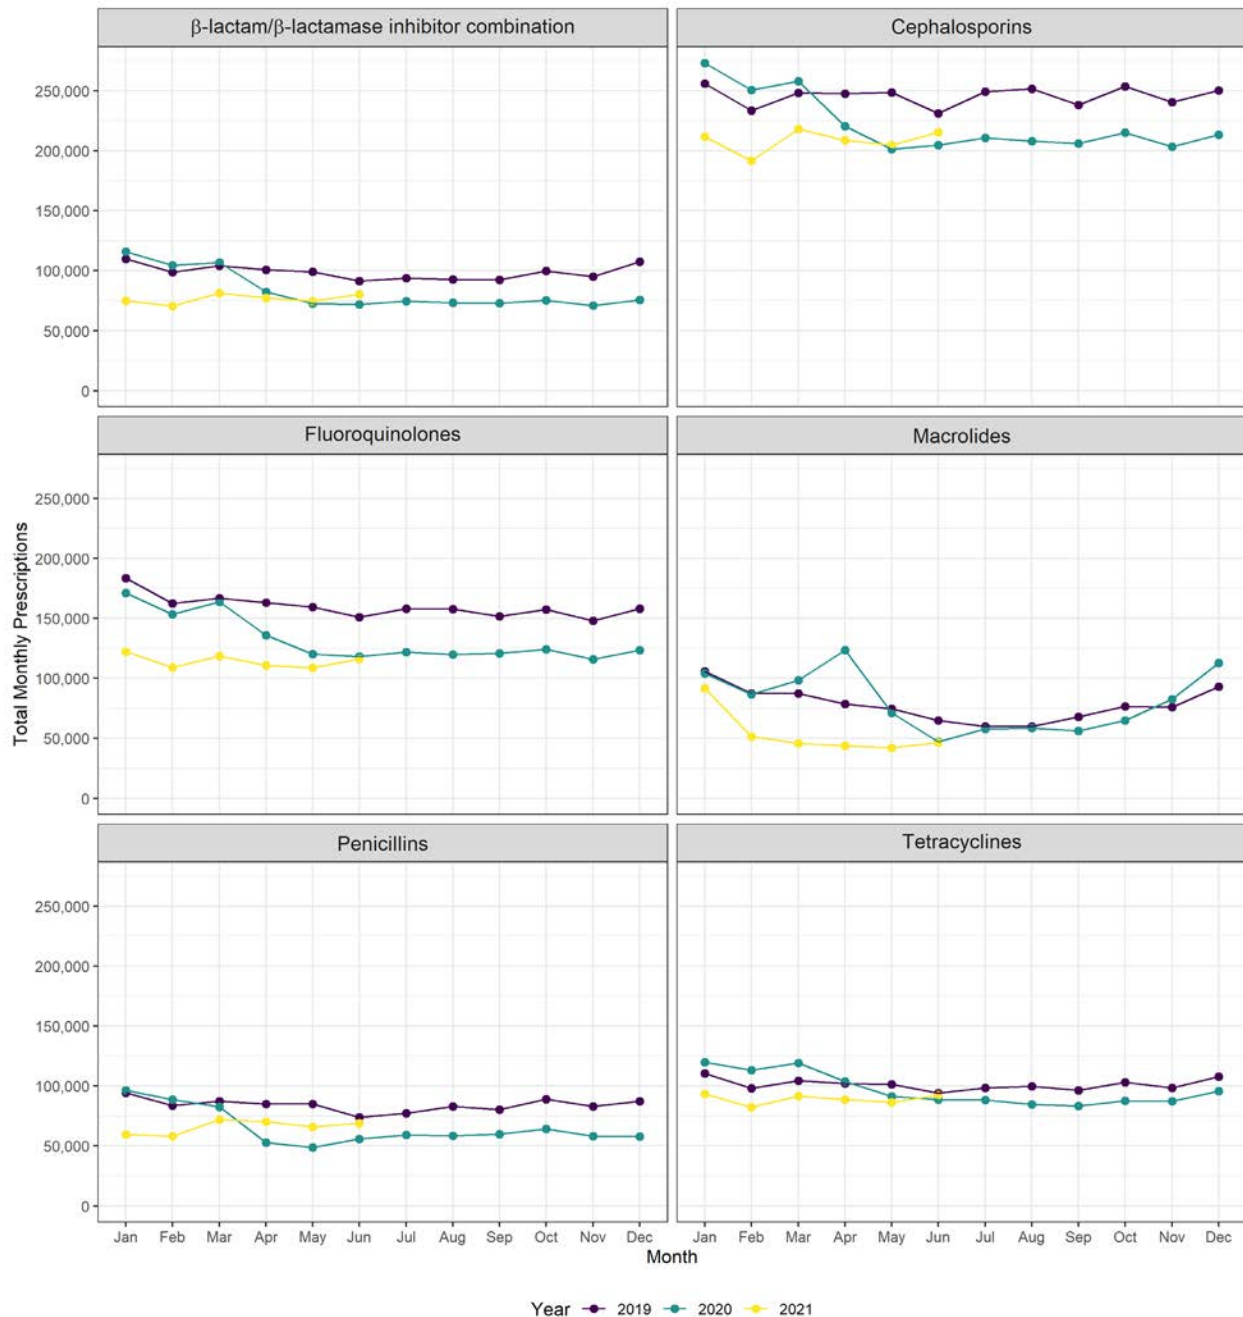 β-lactam/β-lactamase inhibitor combination
Cephalosporins
250,000
200,000
150,000
100,000
50,000
0
Fluoroquinolones
Macrolides
250,000
200,000
150,000
100,000
50,000
0
Total Monthly Prescriptions
Penicillins
Tetracyclines
250,000
200,000
150,000
100,000
50,000
0
Jan Feb Mar Apr May Jun Jul Aug Sep Oct Nov Dec
Jan Feb Mar Apr May Jun Jul Aug Sep Oct Nov Dec
Month
Year 2019 2020 2021